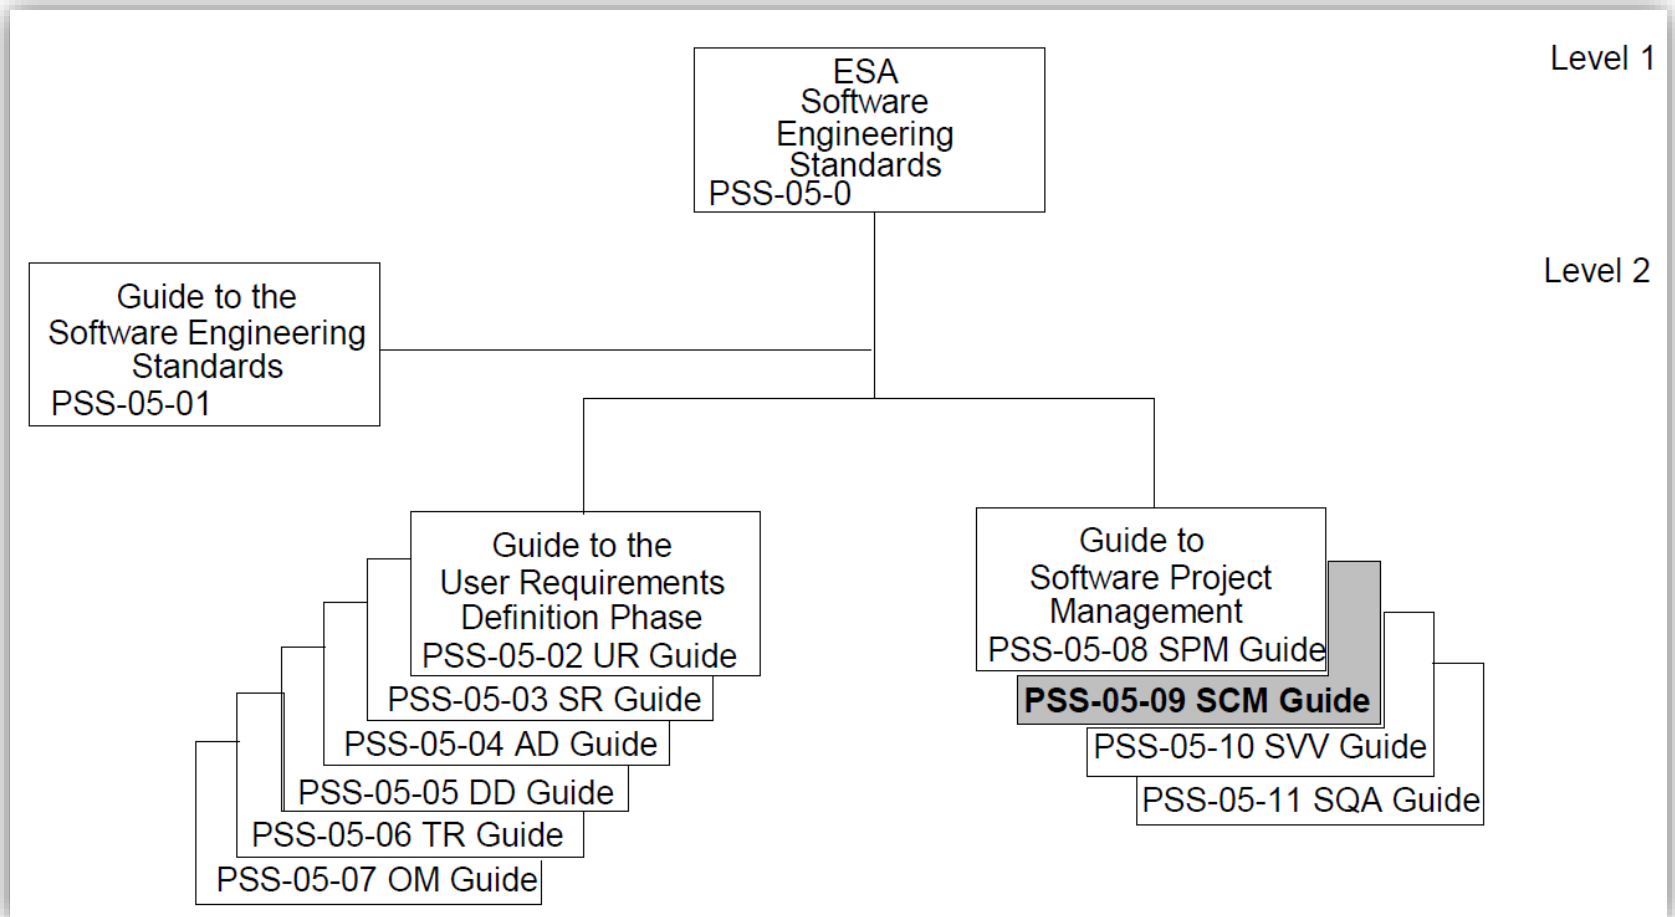 Level 1
ESA
Software
Engineering
Standards
PSS-05-0
Level 2
Guide to the
Software Engineering
Standards
PSS-05-01
Guide to the
User Requirements
Definition Phase
PSS-05-02 UR Guide
PSS-05-03 SR Guide
PSS-05-04 AD Guide
PSS-05-05 DD Guide
PSS-05-06 TR Guide
PSS-05-07 OM Guide
Guide to
Software Project
Management
PSS-05-08 SPM Guide
PSS-05-09 SCM Guide
PSS-05-10 SVV Guide
PSS-05-11 SQA Guide